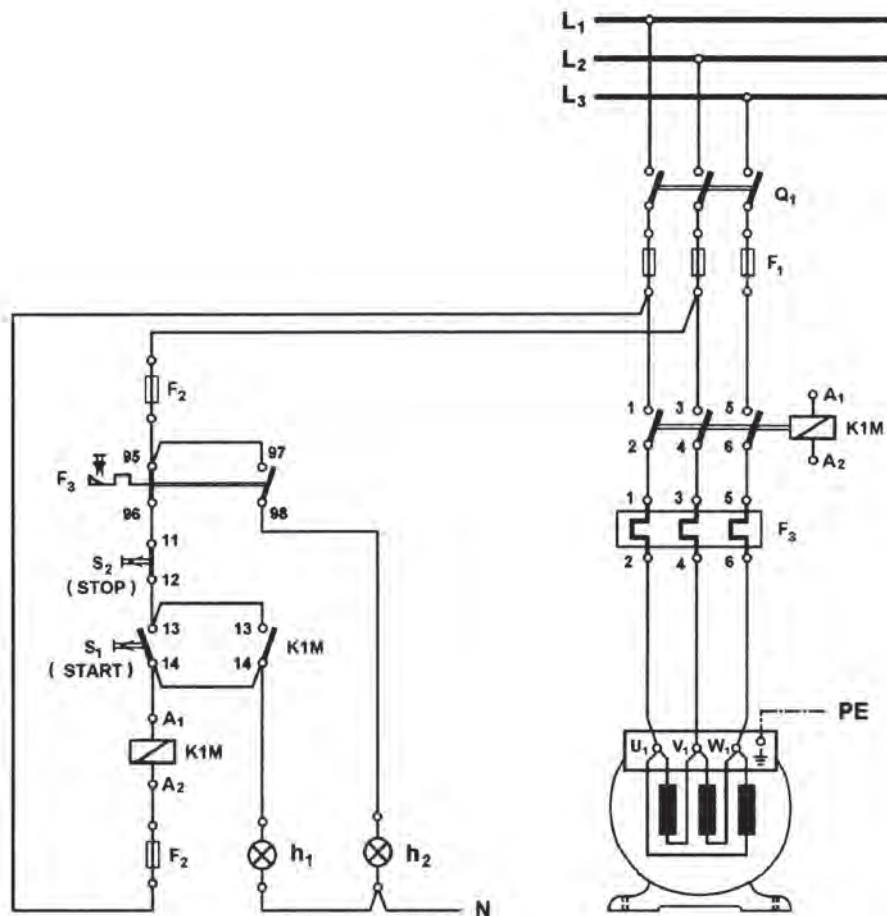 L1
L2
L3
Q1
F1
F2
1 3 5 A1
K1M
2 4 6 A2
95 97
F3
96 98
1 3 5
F3
2 4 6
11
S2
(STOP) 12
13 13
S1 K1M
(START) 14 14
A1
K1M
A2
PE
U1 V1 W1
F2 h1 h2
N